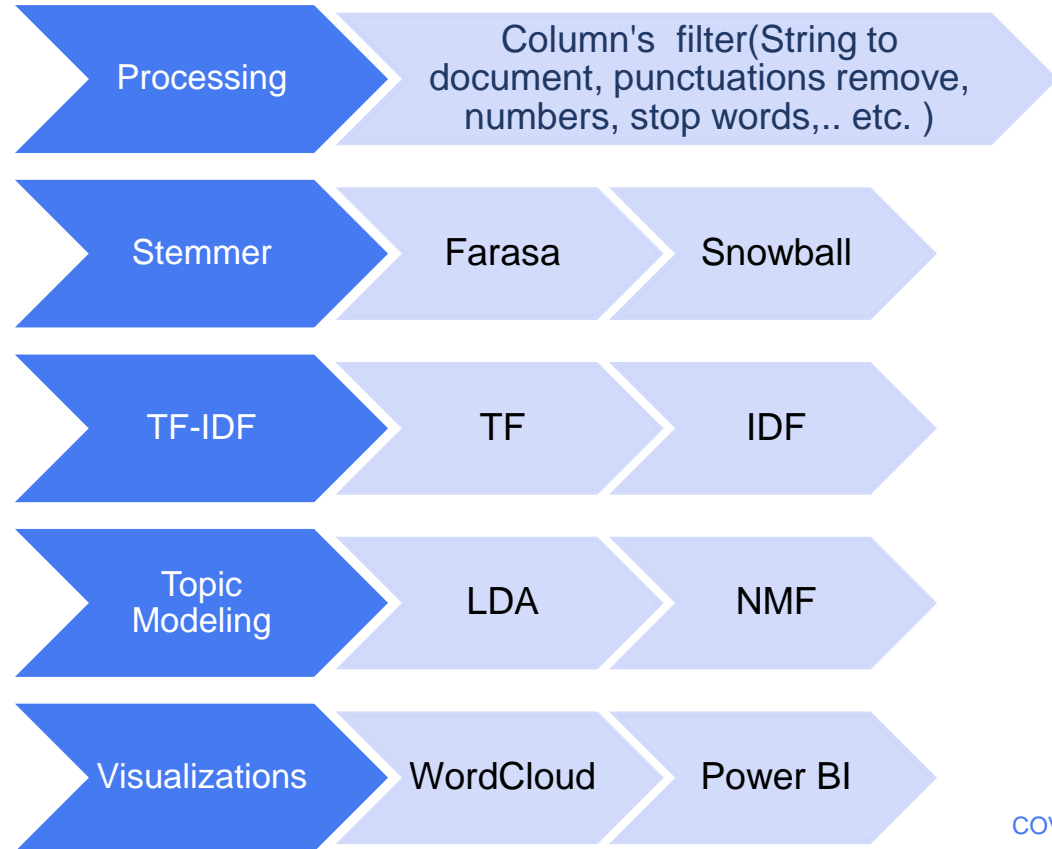 Processing
Column's filter(String to
document, punctuations remove,
numbers, stop words,.. etc. )
Stemmer
Farasa
Snowball
TF-IDF
TF
IDF
Topic
Modeling
LDA
NMF
Visualizations
WordCloud
Power BI
COV